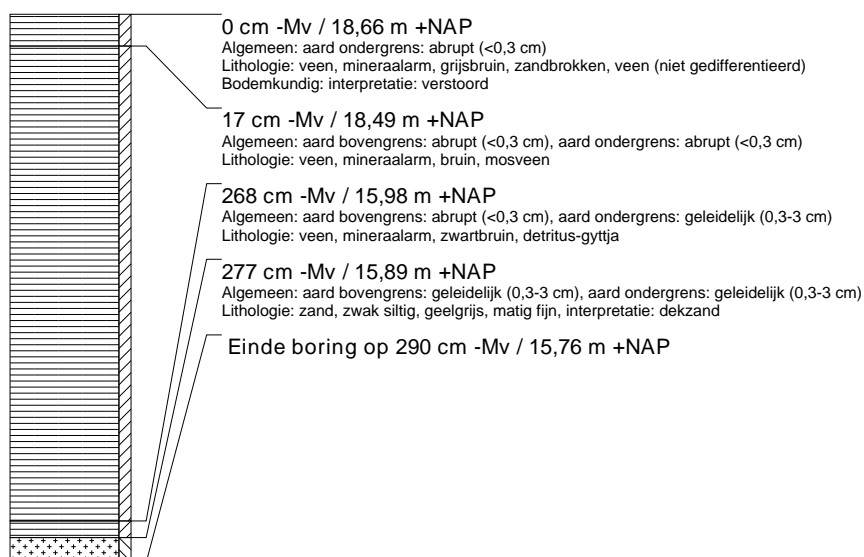 0 cm -Mv / 18,66 m +NAP
Algemeen: aard ondergrens: abrupt (<0,3 cm)
Lithologie: veen, mineraalarm, grijsbruin, zandbrokken, veen (niet gedifferentieerd)
Bodemkundig: interpretatie: verstoord
17 cm -Mv / 18,49 m +NAP
Algemeen: aard bovengrens: abrupt (<0,3 cm), aard ondergrens: abrupt (<0,3 cm)
Lithologie: veen, mineraalarm, bruin, mosveen
268 cm -Mv / 15,98 m +NAP
Algemeen: aard bovengrens: abrupt (<0,3 cm), aard ondergrens: geleidelijk (0,3-3 cm)
Lithologie: veen, mineraalarm, zwartbruin, detritus-gyttja
277 cm -Mv / 15,89 m +NAP
Algemeen: aard bovengrens: geleidelijk (0,3-3 cm), aard ondergrens: geleidelijk (0,3-3 cm)
Lithologie: zand, zwak siltig, geelgrijs, matig fijn, interpretatie: dekzand
Einde boring op 290 cm -Mv / 15,76 m +NAP